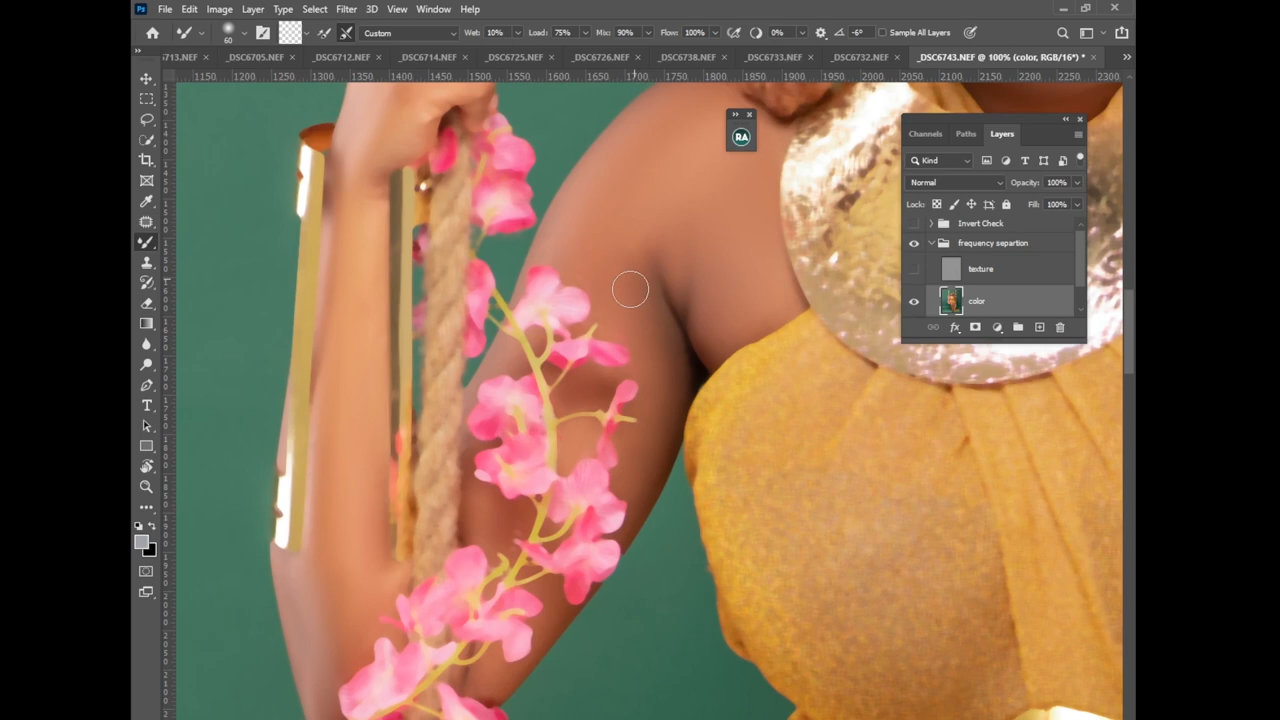 Ps File Edit Image Layer Type Select Filter 3D View Window Help
60 Custom Wet: 10% Load: 75% Mix: 90% Flow: 100% 0% -6° Sample All Layers
713.NEF × _DSC6705.NEF × _DSC6712.NEF × _DSC6714.NEF × _DSC6725.NEF × _DSC6726.NEF × _DSC6738.NEF × _DSC6733.NEF × _DSC6732.NEF × _DSC6743.NEF @ 100% (color, RGB/16*) * ×
1150 1200 1250 1300 1350 1400 1450 1500 1550 1600 1650 1700 1750 1800 1850 1900 1950 2000 2050 2100 2150 2200 2250 2300
RA
Channels Paths Layers
Kind
Normal Opacity: 100%
Lock: Fill: 100%
Invert Check
frequency separtion
texture
color
fx